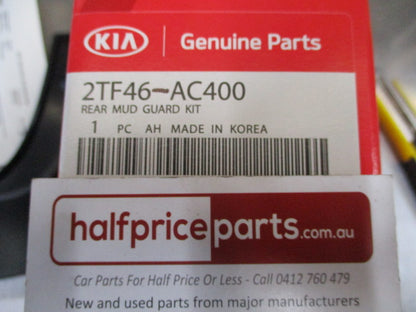 KIA Genuine Parts
2TF46-AC400
REAR MUD GUARD KIT
1 PC AH MADE IN KOREA
halfpriceparts.com.au
Car Parts For Half Price Or Less - Call 0412 760 479
New and used parts from major manufacturers